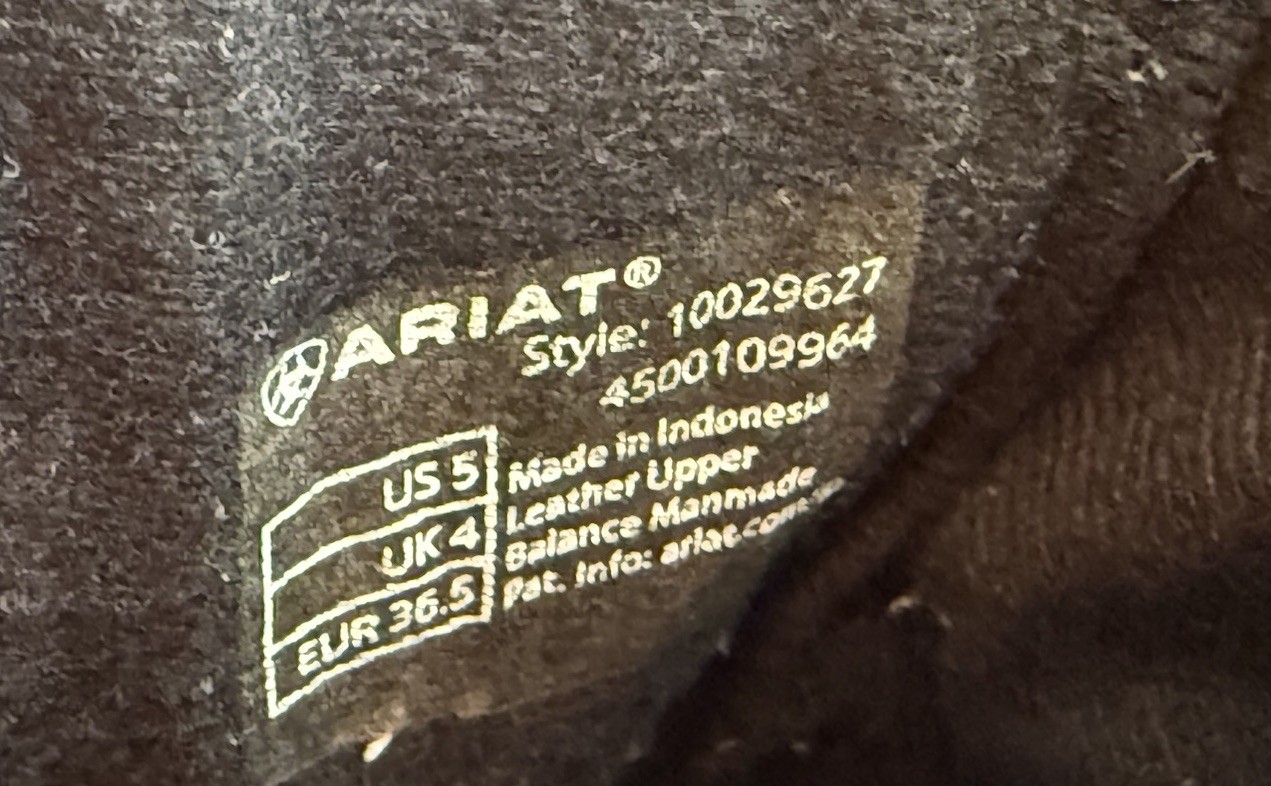 ARIAT®
Style: 10029627
4500109964
US 5
UK 4
EUR 36.5
Made in Indonesia
Leather Upper
Balance Manmade
Pat. Info: ariat.com